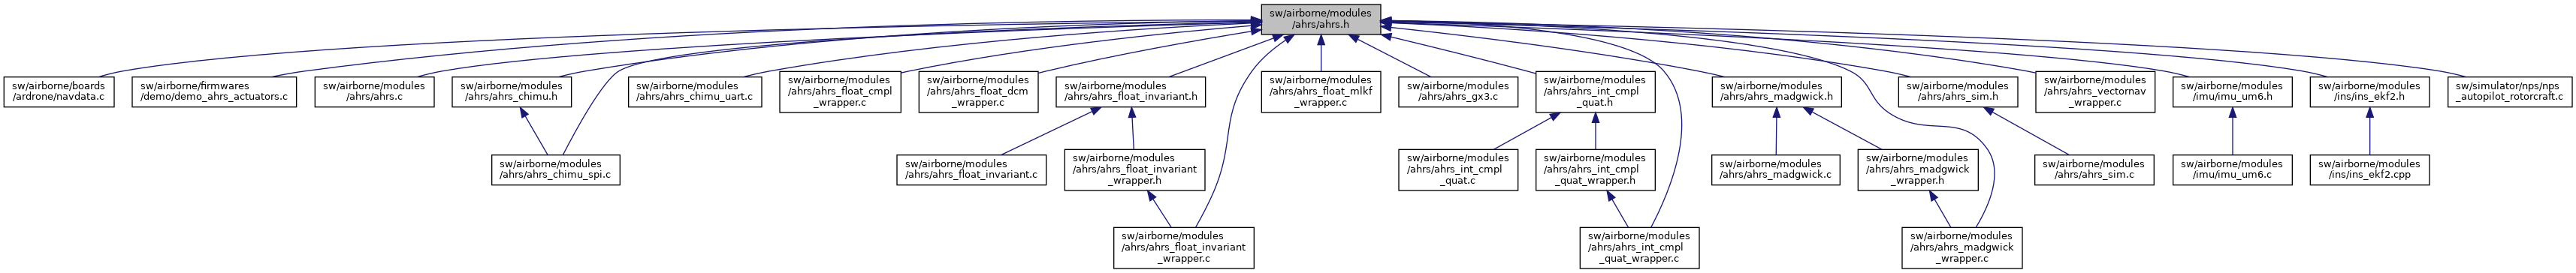 sw/airborne/modules
/ahrs/ahrs.h
sw/airborne/boards
/ardrone/navdata.c
sw/airborne/firmwares
/demo/demo_ahrs_actuators.c
sw/airborne/modules
/ahrs/ahrs.c
sw/airborne/modules
/ahrs/ahrs_chimu.h
sw/airborne/modules
/ahrs/ahrs_chimu_uart.c
sw/airborne/modules
/ahrs/ahrs_float_cmpl
_wrapper.c
sw/airborne/modules
/ahrs/ahrs_float_dcm
_wrapper.c
sw/airborne/modules
/ahrs/ahrs_float_invariant.h
sw/airborne/modules
/ahrs/ahrs_float_mlkf
_wrapper.c
sw/airborne/modules
/ahrs/ahrs_gx3.c
sw/airborne/modules
/ahrs/ahrs_int_cmpl
_quat.h
sw/airborne/modules
/ahrs/ahrs_madgwick.h
sw/airborne/modules
/ahrs/ahrs_sim.h
sw/airborne/modules
/ahrs/ahrs_vectornav
_wrapper.c
sw/airborne/modules
/imu/imu_um6.h
sw/airborne/modules
/ins/ins_ekf2.h
sw/simulator/nps/nps
_autopilot_rotorcraft.c
sw/airborne/modules
/ahrs/ahrs_chimu_spi.c
sw/airborne/modules
/ahrs/ahrs_float_invariant.c
sw/airborne/modules
/ahrs/ahrs_float_invariant
_wrapper.h
sw/airborne/modules
/ahrs/ahrs_int_cmpl
_quat.c
sw/airborne/modules
/ahrs/ahrs_int_cmpl
_quat_wrapper.h
sw/airborne/modules
/ahrs/ahrs_madgwick.c
sw/airborne/modules
/ahrs/ahrs_madgwick
_wrapper.h
sw/airborne/modules
/ahrs/ahrs_sim.c
sw/airborne/modules
/imu/imu_um6.c
sw/airborne/modules
/ins/ins_ekf2.cpp
sw/airborne/modules
/ahrs/ahrs_float_invariant
_wrapper.c
sw/airborne/modules
/ahrs/ahrs_int_cmpl
_quat_wrapper.c
sw/airborne/modules
/ahrs/ahrs_madgwick
_wrapper.c